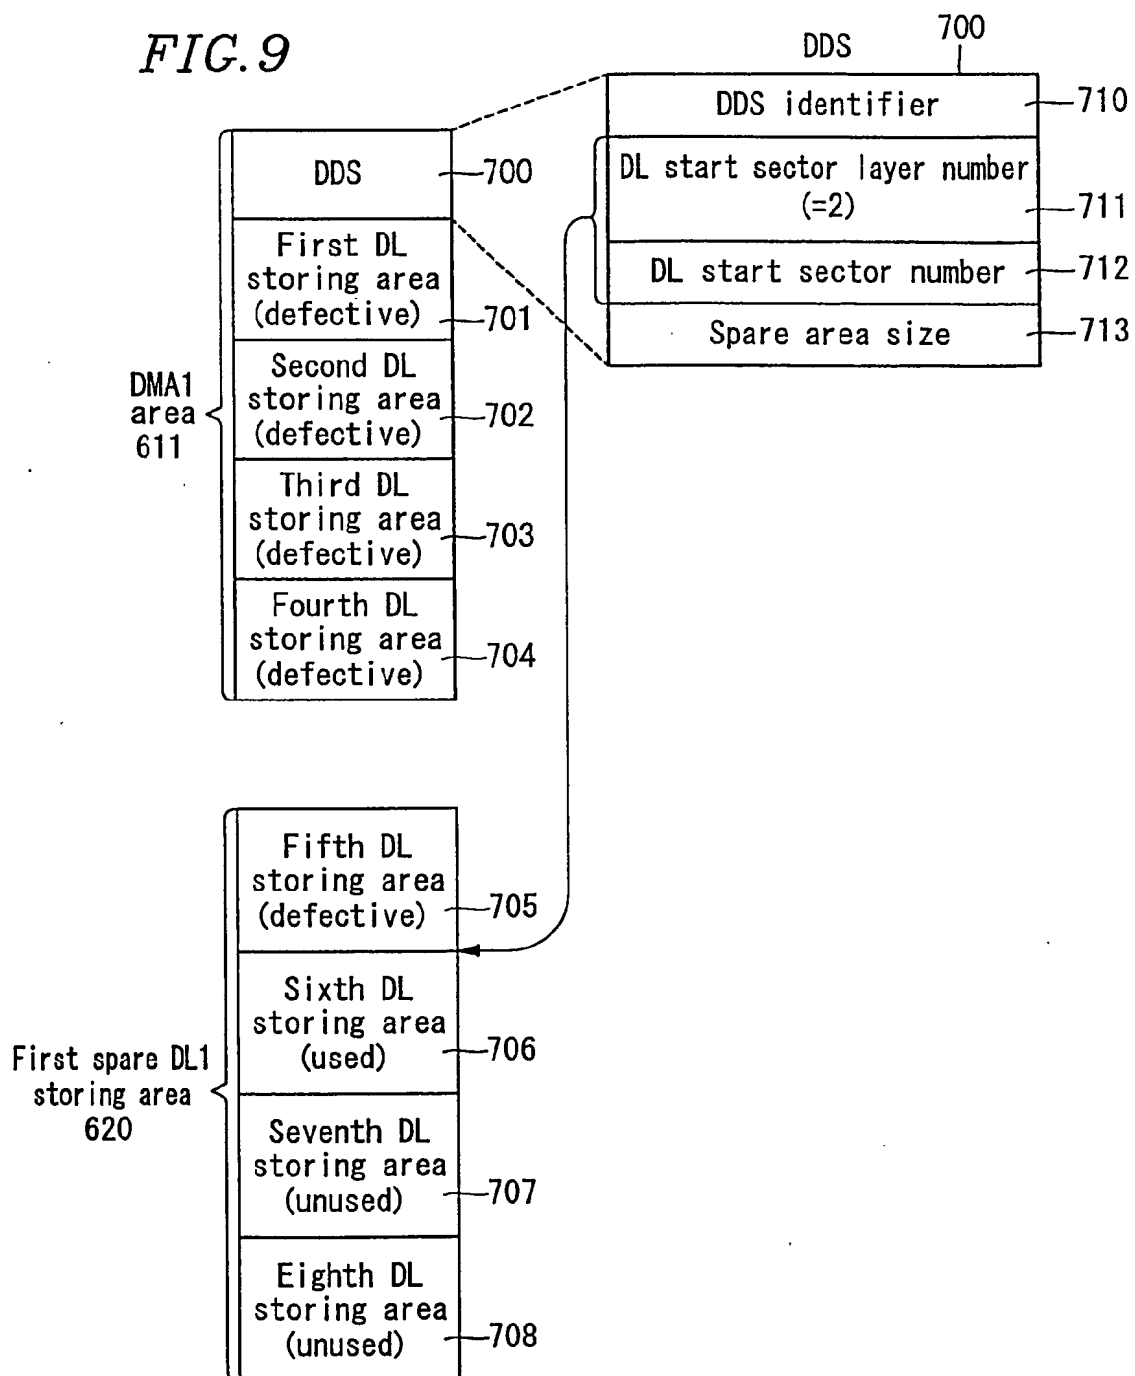 FIG. 9
DDS
700
DDS identifier
710
DL start sector layer number
(=2)
711
DL start sector number
712
Spare area size
713
DDS
700
First DL
storing area
(defective)
701
Second DL
storing area
(defective)
702
Third DL
storing area
(defective)
703
Fourth DL
storing area
(defective)
704
DMA1
area
611
Fifth DL
storing area
(defective)
705
Sixth DL
storing area
(used)
706
Seventh DL
storing area
(unused)
707
Eighth DL
storing area
(unused)
708
First spare DL1
storing area
620